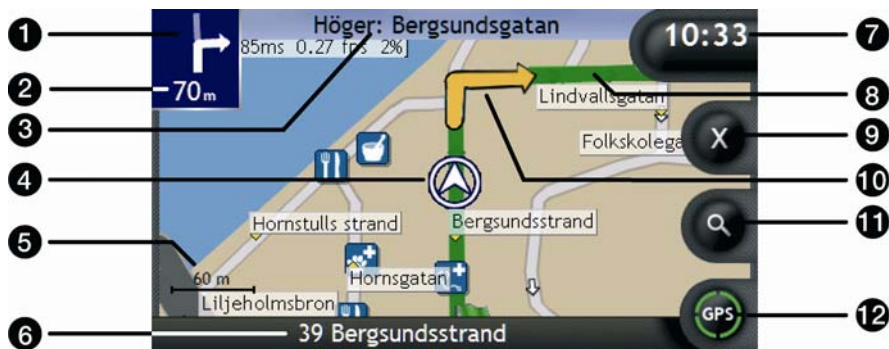 1
Höger: Bergsundsgatan
10:33
7
85ms 0.27 fps 2%]
2
70 m
8
3
Lindvallsgatan
Folkskolega
X
9
4
10
Hornstulls strand
Bergsundsstrand
11
5
60 m
Hornsgatan
Liljeholmsbron
GPS
12
6
39 Bergsundsstrand